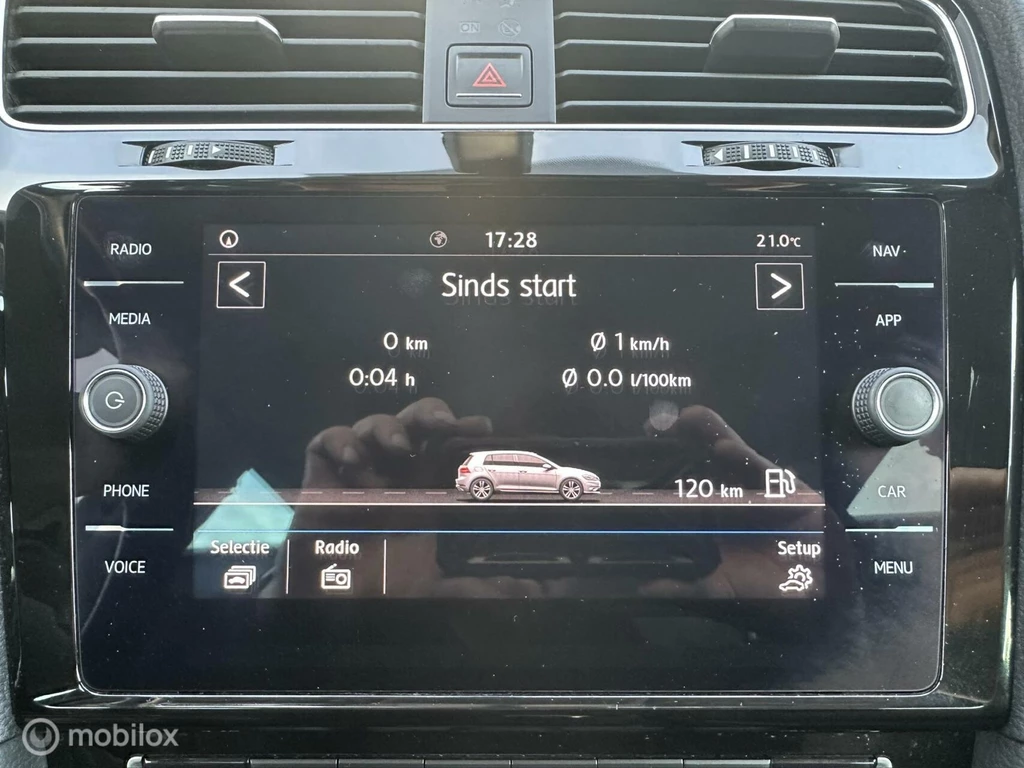 ON
RADIO
MEDIA
PHONE
VOICE
17:28
21.0°C
< Sinds start >
0 km
Ø 1 km/h
0:04 h
Ø 0.0 l/100km
120 km
Selectie
Radio
Setup
NAV
APP
CAR
MENU
mobilox